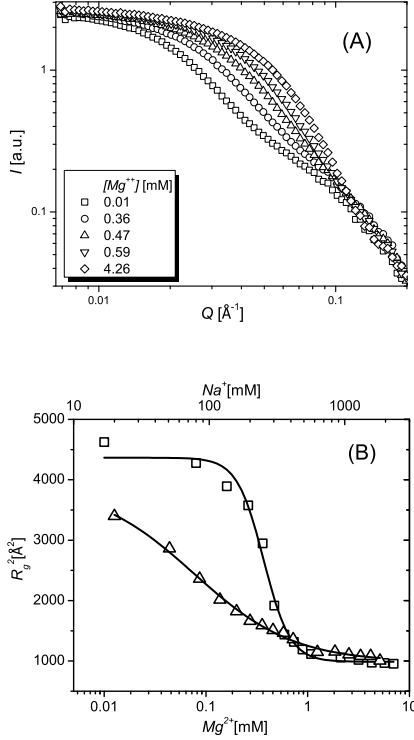 (A)
I [a.u.]
1
0.1
[Mg⁺⁺] [mM]
0.01
0.36
0.47
0.59
4.26
0.01
0.1
Q [Å⁻¹]
Na⁺[mM]
10
100
1000
(B)
5000
4000
3000
2000
1000
R_g²[Å²]
0.01
0.1
1
10
Mg²⁺[mM]